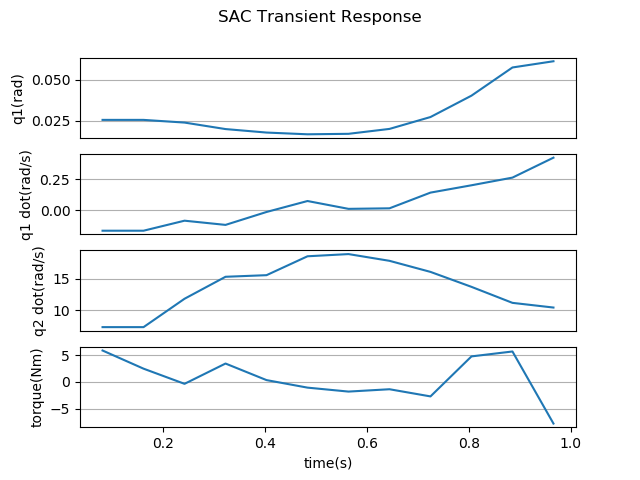 SAC Transient Response
q1(rad)
0.050
0.025
q1 dot(rad/s)
0.25
0.00
q2 dot(rad/s)
15
10
torque(Nm)
5
0
−5
0.2 0.4 0.6 0.8 1.0
time(s)